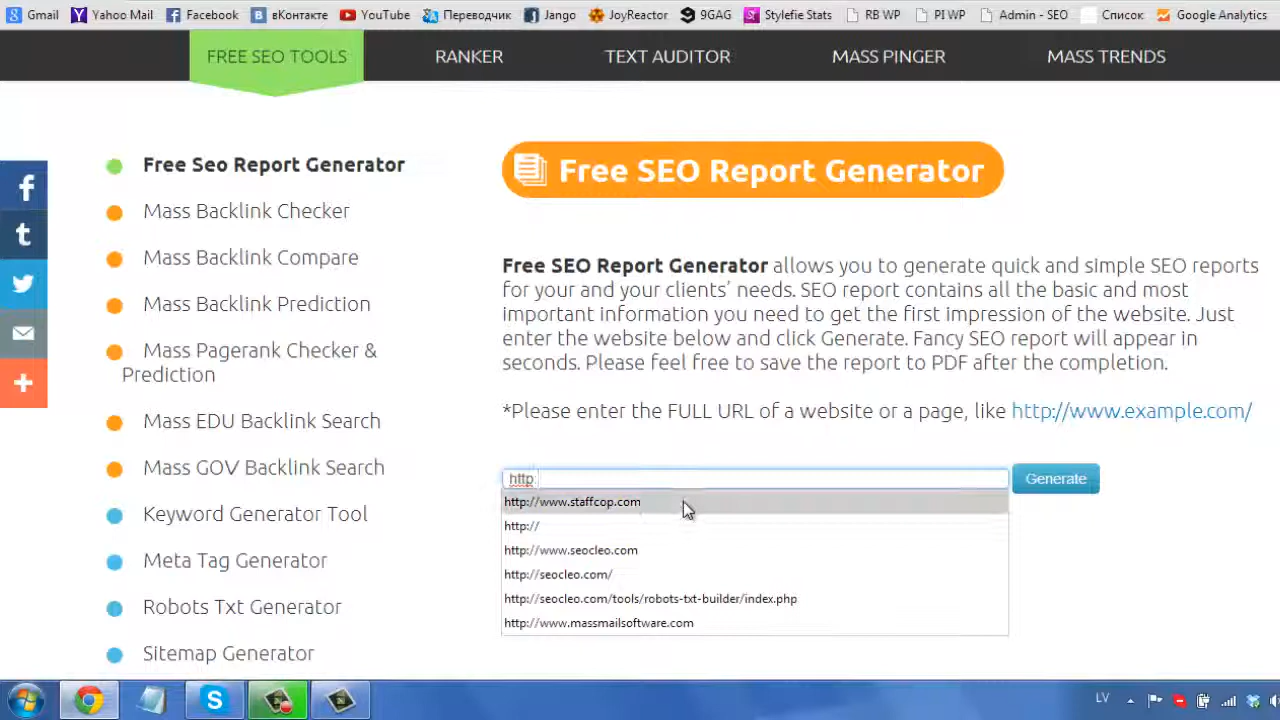 Gmail Yahoo Mail Facebook вКонтакте YouTube Переводчик Jango JoyReactor 9GAG Stylefie Stats RB WP PI WP Admin - SEO Список Google Analytics
FREE SEO TOOLS RANKER TEXT AUDITOR MASS PINGER MASS TRENDS
Free Seo Report Generator
Mass Backlink Checker
Mass Backlink Compare
Mass Backlink Prediction
Mass Pagerank Checker &
Prediction
Mass EDU Backlink Search
Mass GOV Backlink Search
Keyword Generator Tool
Meta Tag Generator
Robots Txt Generator
Sitemap Generator
Free SEO Report Generator
Free SEO Report Generator allows you to generate quick and simple SEO reports
for your and your clients' needs. SEO report contains all the basic and most
important information you need to get the first impression of the website. Just
enter the website below and click Generate. Fancy SEO report will appear in
seconds. Please feel free to save the report to PDF after the completion.
*Please enter the FULL URL of a website or a page, like http://www.example.com/
http: Generate
http://www.staffcop.com
http://
http://www.seocleo.com
http://seocleo.com/
http://seocleo.com/tools/robots-txt-builder/index.php
http://www.massmailsoftware.com
LV